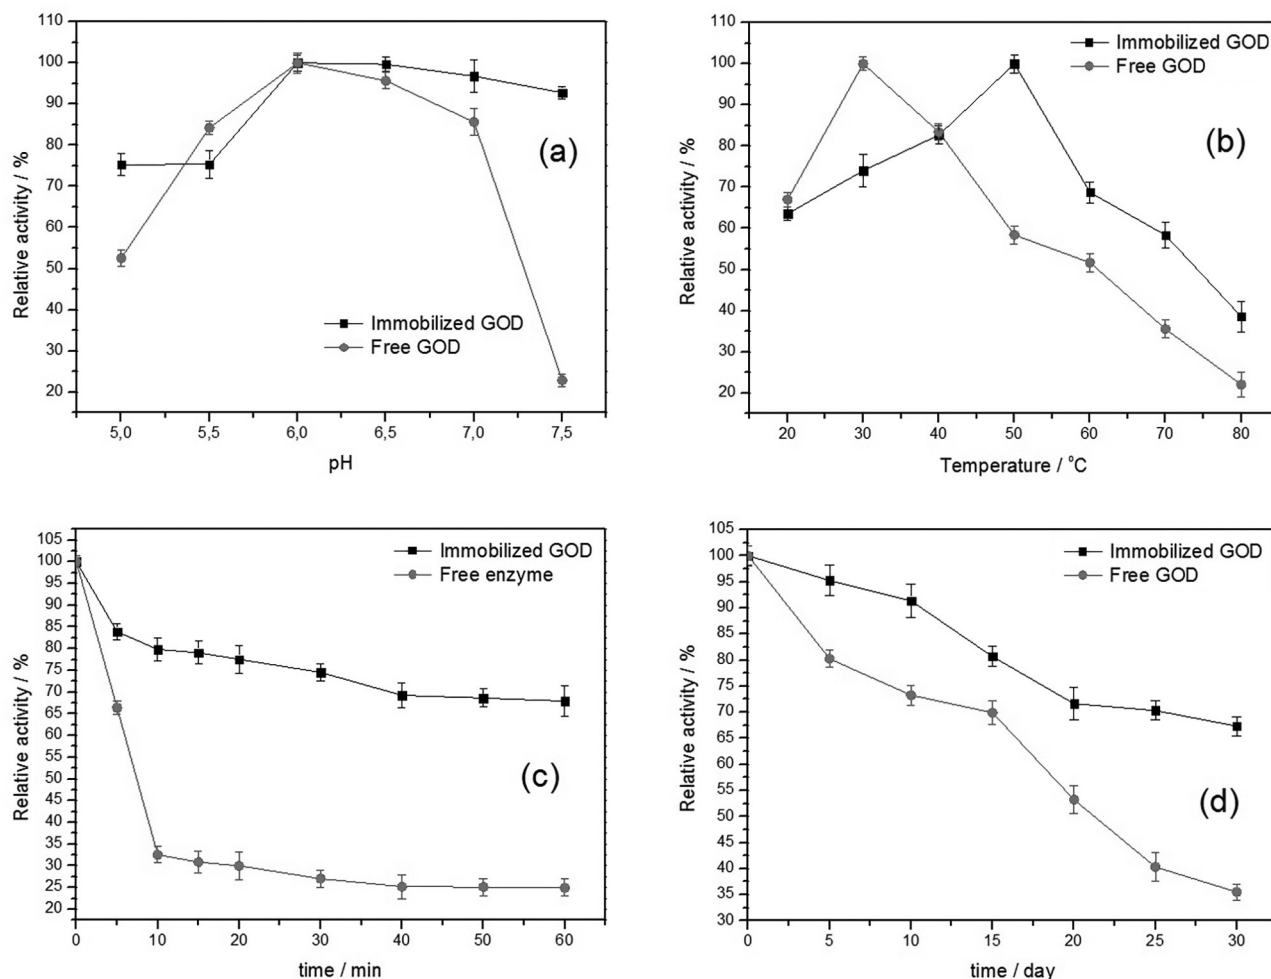 110
100
90
80
70
60
50
40
30
20
Relative activity / %
(a)
Immobilized GOD
Free GOD
5,0 5,5 6,0 6,5 7,0 7,5
pH
110
100
90
80
70
60
50
40
30
20
Relative activity / %
Immobilized GOD
Free GOD
(b)
20 30 40 50 60 70 80
Temperature / °C
105
100
95
90
85
80
75
70
65
60
55
50
45
40
35
30
25
20
Relative activity / %
Immobilized GOD
Free enzyme
(c)
0 10 20 30 40 50 60
time / min
105
100
95
90
85
80
75
70
65
60
55
50
45
40
35
30
Relative activity / %
Immobilized GOD
Free GOD
(d)
0 5 10 15 20 25 30
time / day